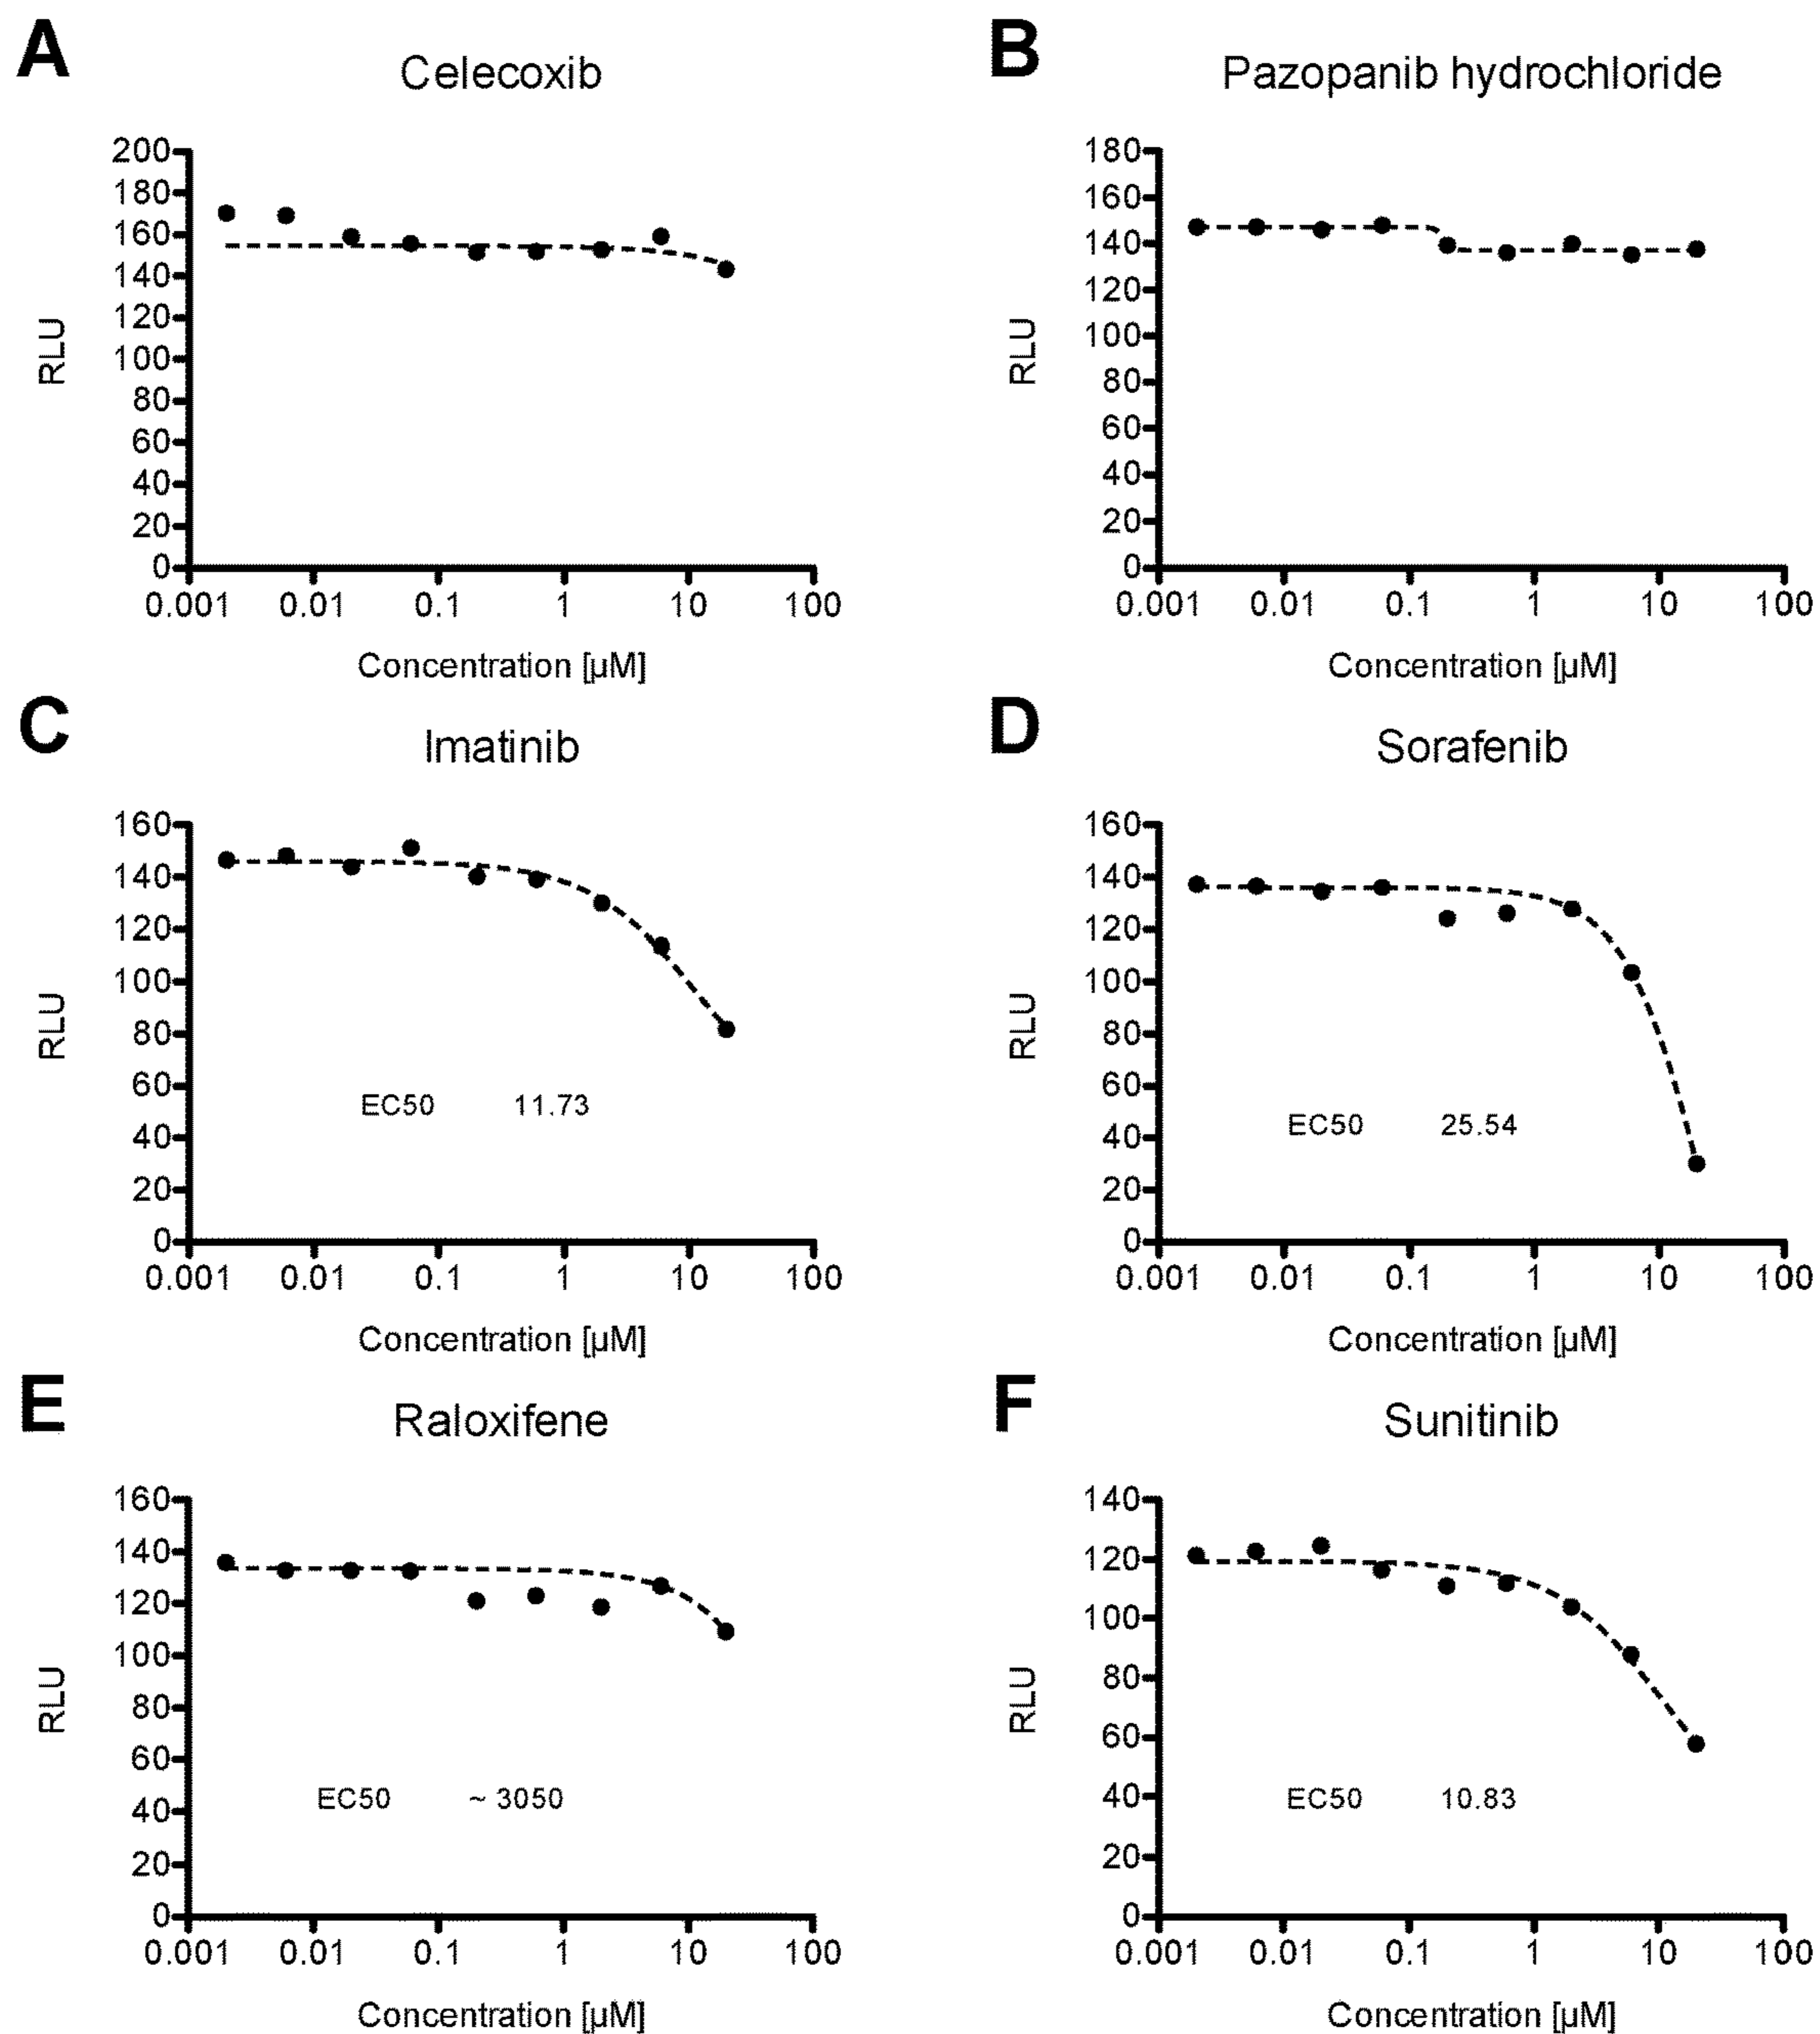 A
Celecoxib
200
180
160
140
120
100
80
60
40
20
0
RLU
0.001 0.01 0.1 1 10 100
Concentration [µM]
B
Pazopanib hydrochloride
180
160
140
120
100
80
60
40
20
0
RLU
0.001 0.01 0.1 1 10 100
Concentration [µM]
C
Imatinib
160
140
120
100
80
60
40
20
0
RLU
EC50 11.73
0.001 0.01 0.1 1 10 100
Concentration [µM]
D
Sorafenib
160
140
120
100
80
60
40
20
0
RLU
EC50 25.54
0.001 0.01 0.1 1 10 100
Concentration [µM]
E
Raloxifene
160
140
120
100
80
60
40
20
0
RLU
EC50 ~ 3050
0.001 0.01 0.1 1 10 100
Concentration [µM]
F
Sunitinib
140
120
100
80
60
40
20
0
RLU
EC50 10.83
0.001 0.01 0.1 1 10 100
Concentration [µM]